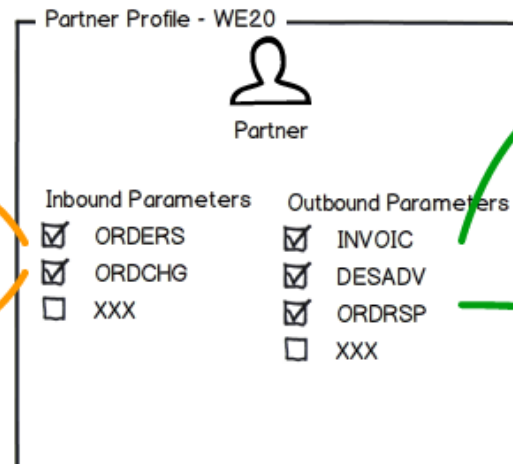 Partner Profile - WE20
Partner
Inbound Parameters
ORDERS
ORDCHG
XXX
Outbound Parameters
INVOIC
DESADV
ORDRSP
XXX